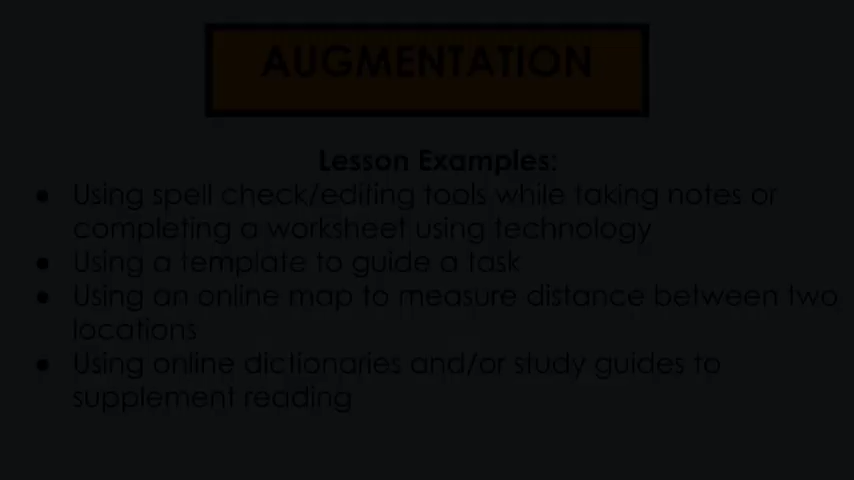 AUGMENTATION
Lesson Examples:
● Using spell check/editing tools while taking notes or
completing a worksheet using technology
● Using a template to guide a task
● Using an online map to measure distance between two
locations
● Using online dictionaries and/or study guides to
supplement reading